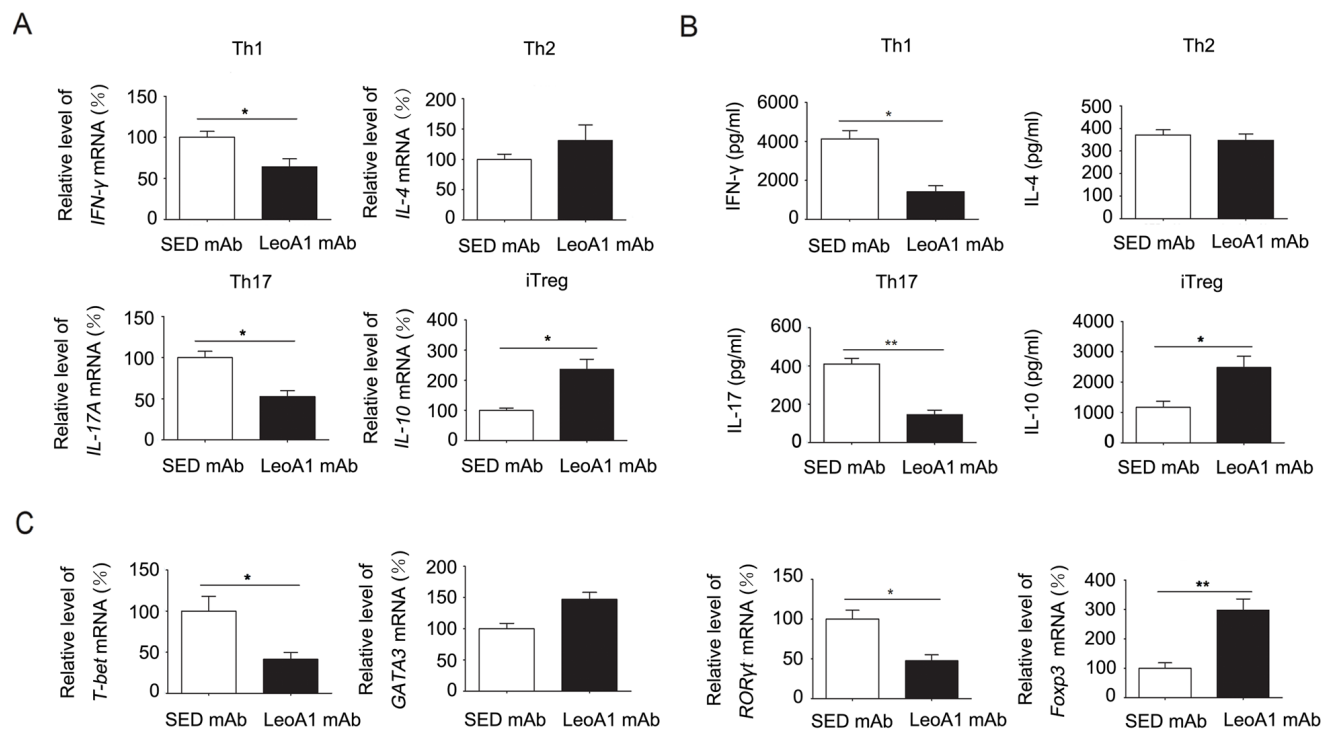 A
Th1
Relative level of
IFN-γ mRNA (%)
150
100
50
0
*
SED mAb
LeoA1 mAb
Th2
Relative level of
IL-4 mRNA (%)
200
150
100
50
0
SED mAb
LeoA1 mAb
Th17
Relative level of
IL-17A mRNA (%)
150
100
50
0
*
SED mAb
LeoA1 mAb
iTreg
Relative level of
IL-10 mRNA (%)
400
300
200
100
0
*
SED mAb
LeoA1 mAb
B
Th1
IFN-γ (pg/ml)
6000
4000
2000
0
*
SED mAb
LeoA1 mAb
Th2
IL-4 (pg/ml)
500
400
300
200
100
0
SED mAb
LeoA1 mAb
Th17
IL-17 (pg/ml)
600
400
200
0
**
SED mAb
LeoA1 mAb
iTreg
IL-10 (pg/ml)
4000
3000
2000
1000
0
*
SED mAb
LeoA1 mAb
C
Relative level of
T-bet mRNA (%)
150
100
50
0
*
SED mAb
LeoA1 mAb
Relative level of
GATA3 mRNA (%)
200
150
100
50
0
SED mAb
LeoA1 mAb
Relative level of
RORγt mRNA (%)
150
100
50
0
*
SED mAb
LeoA1 mAb
Relative level of
Foxp3 mRNA (%)
400
300
200
100
0
**
SED mAb
LeoA1 mAb